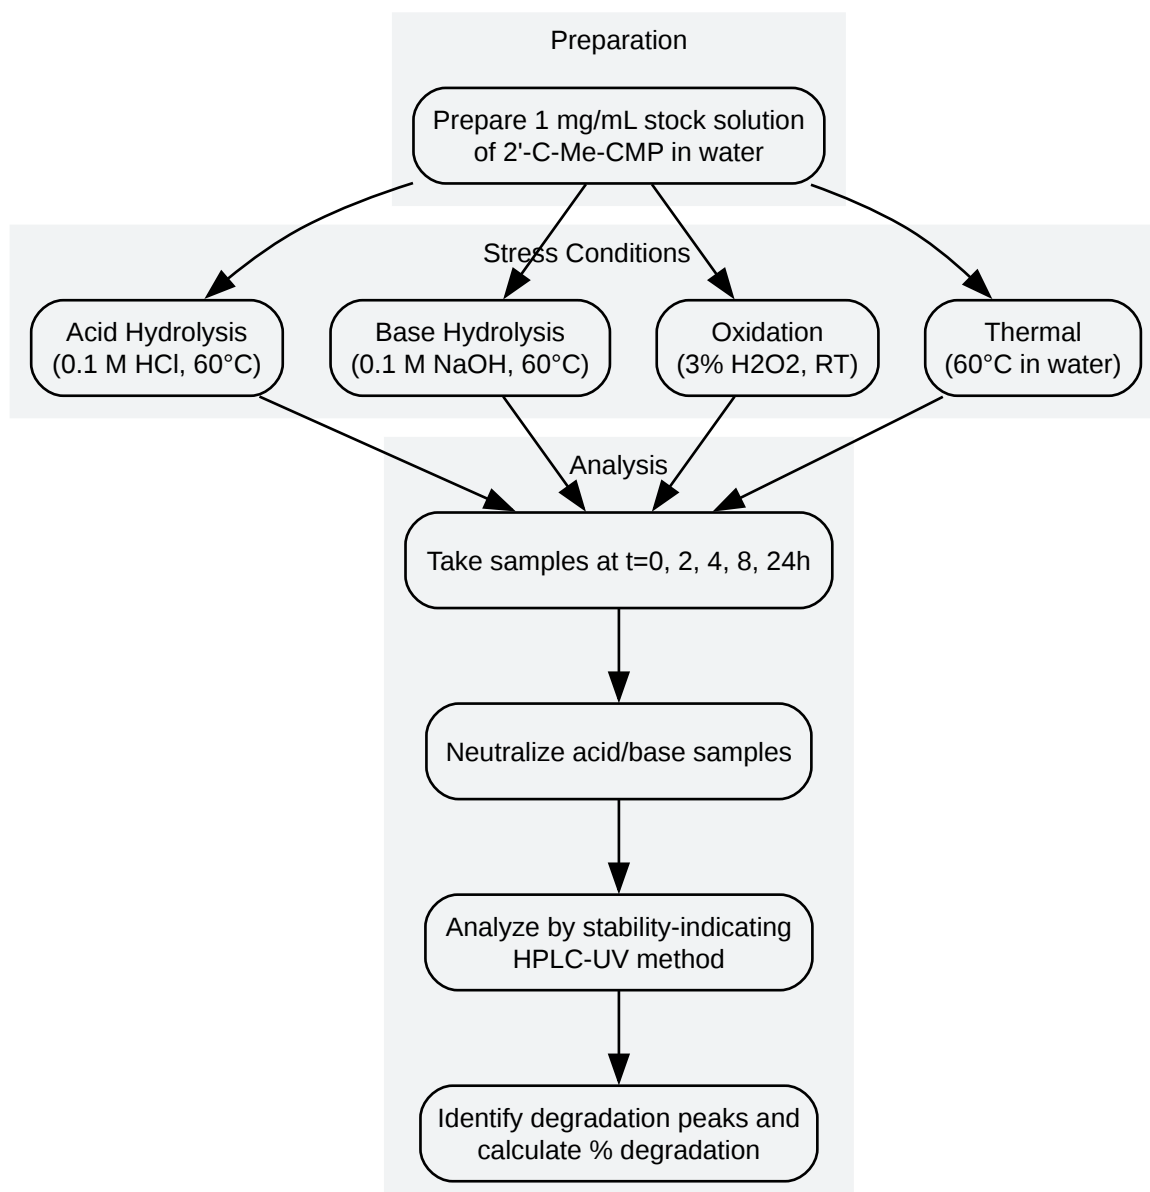 Preparation
Prepare 1 mg/mL stock solution
of 2'-C-Me-CMP in water
Stress Conditions
Acid Hydrolysis
(0.1 M HCl, 60°C)
Base Hydrolysis
(0.1 M NaOH, 60°C)
Oxidation
(3% H2O2, RT)
Thermal
(60°C in water)
Analysis
Take samples at t=0, 2, 4, 8, 24h
Neutralize acid/base samples
Analyze by stability-indicating
HPLC-UV method
Identify degradation peaks and
calculate % degradation